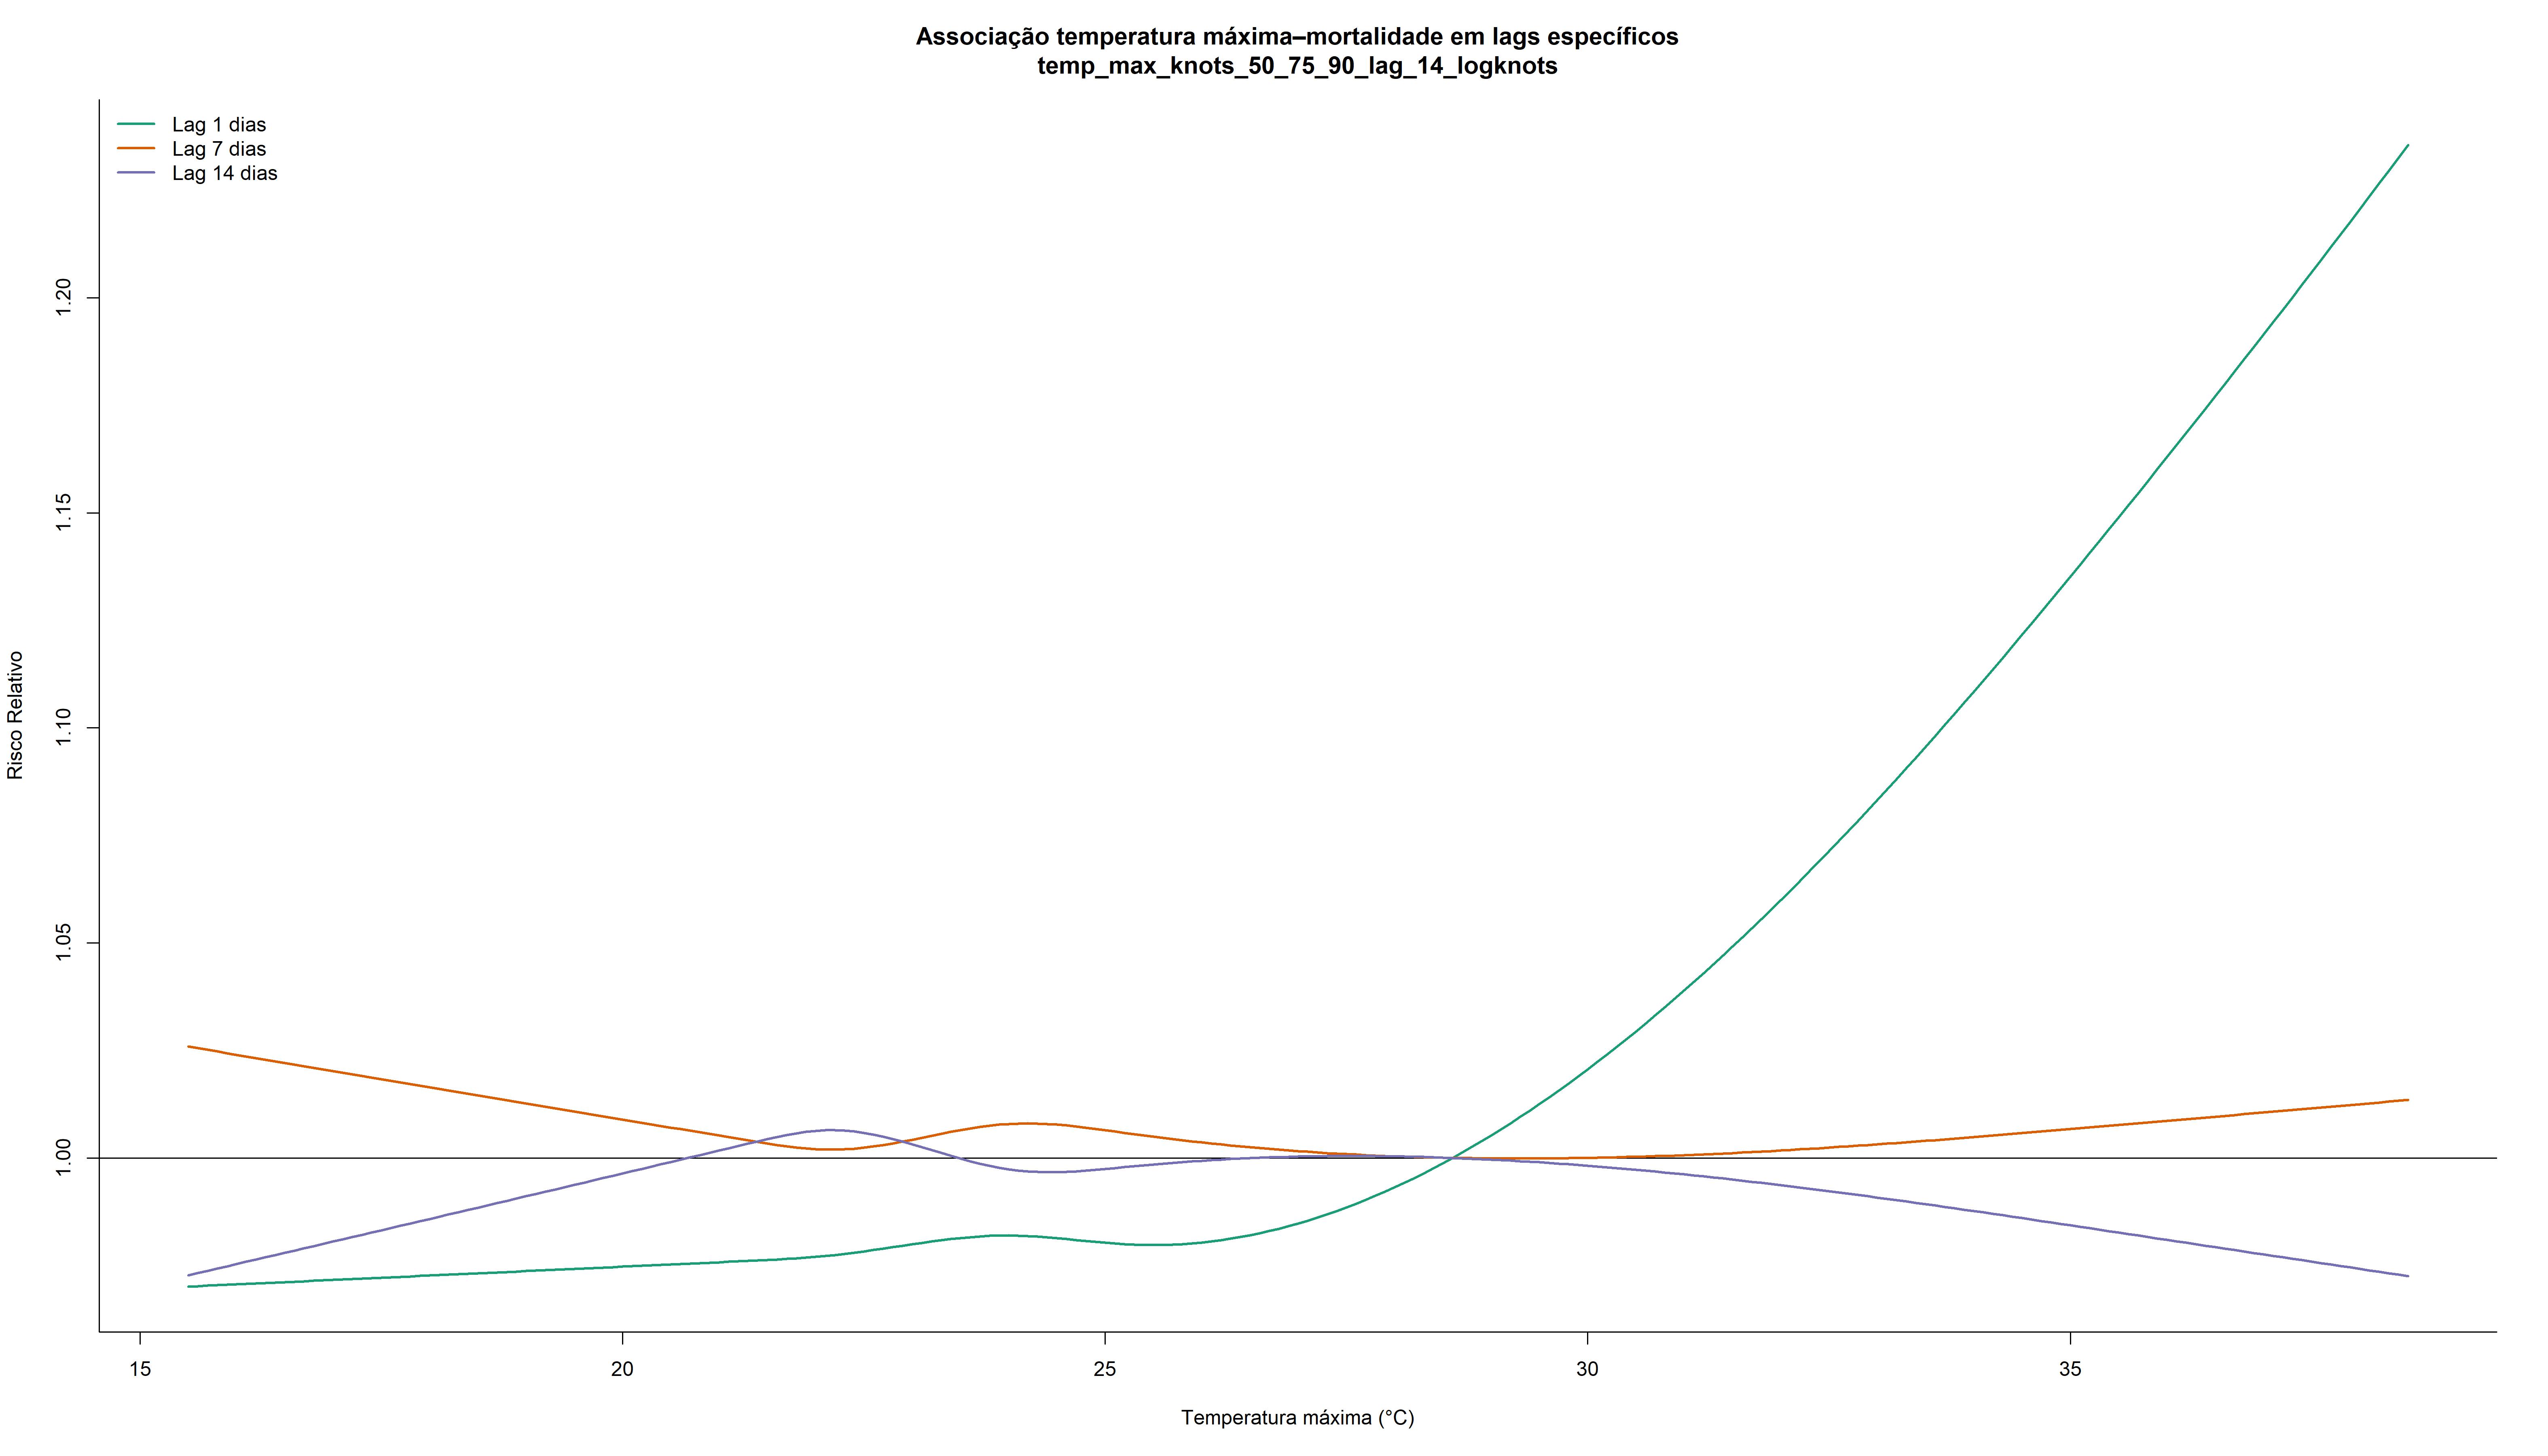 Associação temperatura máxima–mortalidade em lags específicos
temp_max_knots_50_75_90_lag_14_logknots
Lag 1 dias
Lag 7 dias
Lag 14 dias
1.20
1.15
1.10
1.05
1.00
Risco Relativo
15 20 25 30 35
Temperatura máxima (°C)